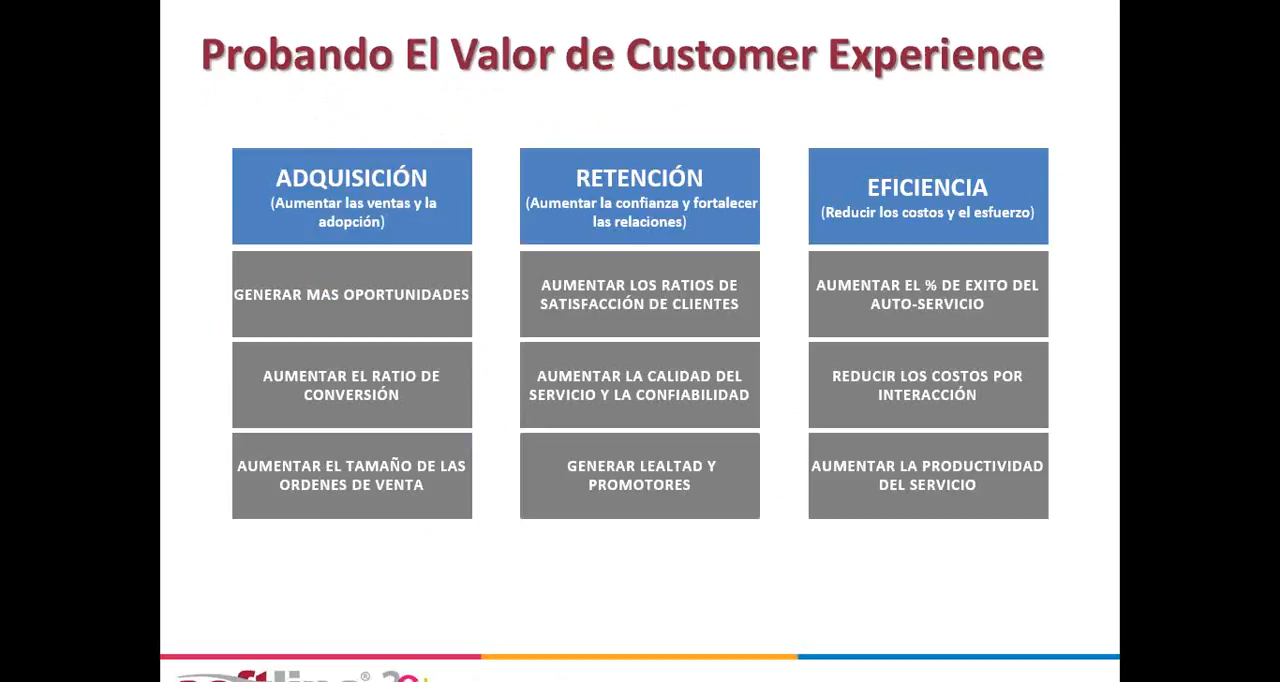 Probando El Valor de Customer Experience
ADQUISICIÓN
(Aumentar las ventas y la
adopción)
GENERAR MAS OPORTUNIDADES
AUMENTAR EL RATIO DE
CONVERSIÓN
AUMENTAR EL TAMAÑO DE LAS
ORDENES DE VENTA
RETENCIÓN
(Aumentar la confianza y fortalecer
las relaciones)
AUMENTAR LOS RATIOS DE
SATISFACCIÓN DE CLIENTES
AUMENTAR LA CALIDAD DEL
SERVICIO Y LA CONFIABILIDAD
GENERAR LEALTAD Y
PROMOTORES
EFICIENCIA
(Reducir los costos y el esfuerzo)
AUMENTAR EL % DE EXITO DEL
AUTO-SERVICIO
REDUCIR LOS COSTOS POR
INTERACCIÓN
AUMENTAR LA PRODUCTIVIDAD
DEL SERVICIO